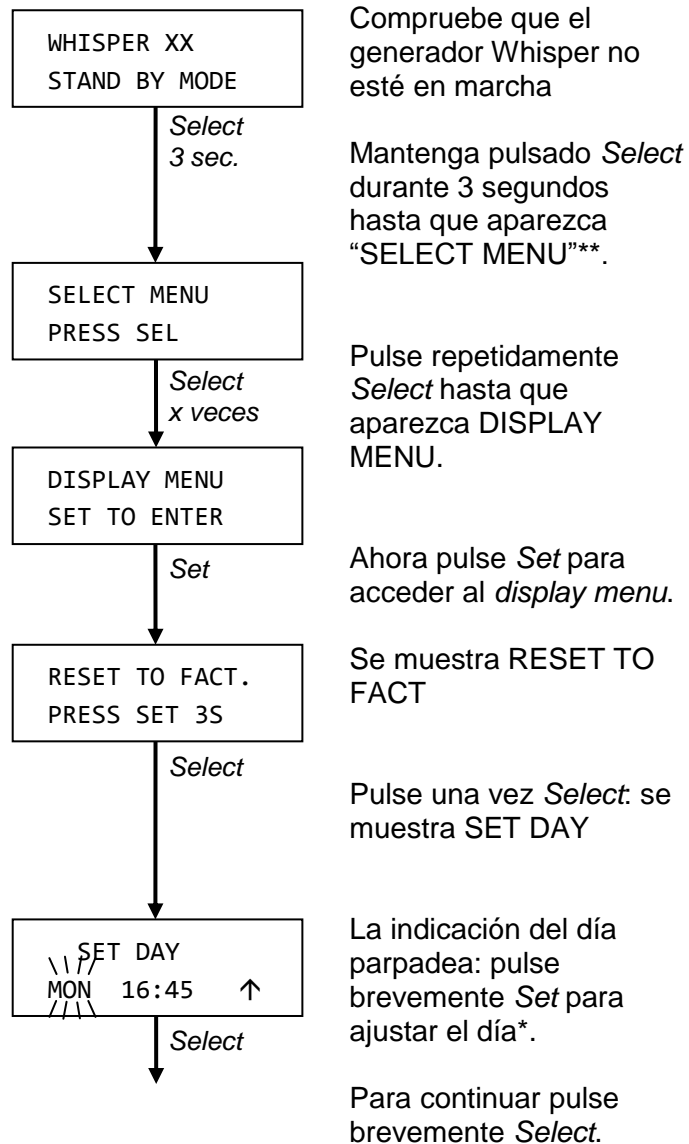 WHISPER XX
STAND BY MODE
Compruebe que el
generador Whisper no
esté en marcha
Select
3 sec.
Mantenga pulsado Select
durante 3 segundos
hasta que aparezca
“SELECT MENU”**.
SELECT MENU
PRESS SEL
Select
x veces
Pulse repetidamente
Select hasta que
aparezca DISPLAY
MENU.
DISPLAY MENU
SET TO ENTER
Set
Ahora pulse Set para
acceder al display menu.
RESET TO FACT.
PRESS SET 3S
Se muestra RESET TO
FACT
Select
Pulse una vez Select: se
muestra SET DAY
SET DAY
MON 16:45 ↑
La indicación del día
parpadea: pulse
brevemente Set para
ajustar el día*.
Select
Para continuar pulse
brevemente Select.